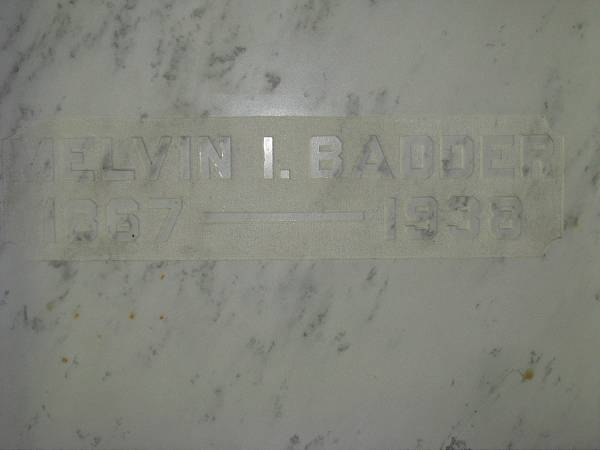 MELVIN I. BADDER
1867 — 1938